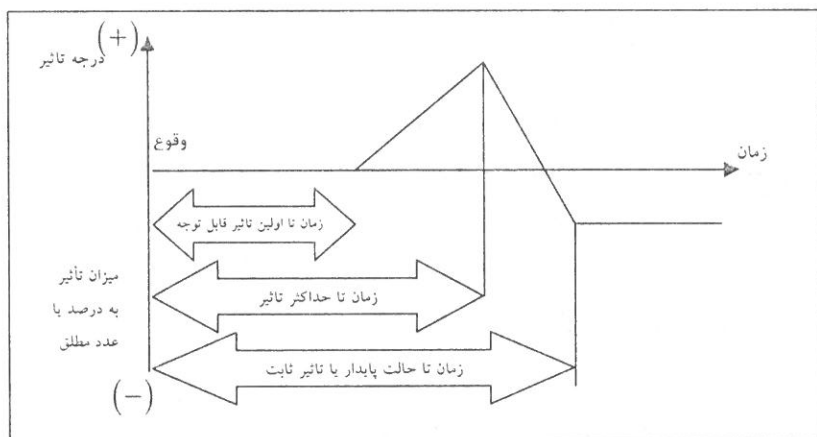 (+)
درجه تاثیر
وقوع
زمان
زمان تا اولین تاثیر قابل توجه
میزان تأثیر
به درصد یا
عدد مطلق
زمان تا حداکثر تاثیر
زمان تا حالت پایدار یا تاثیر ثابت
(−)